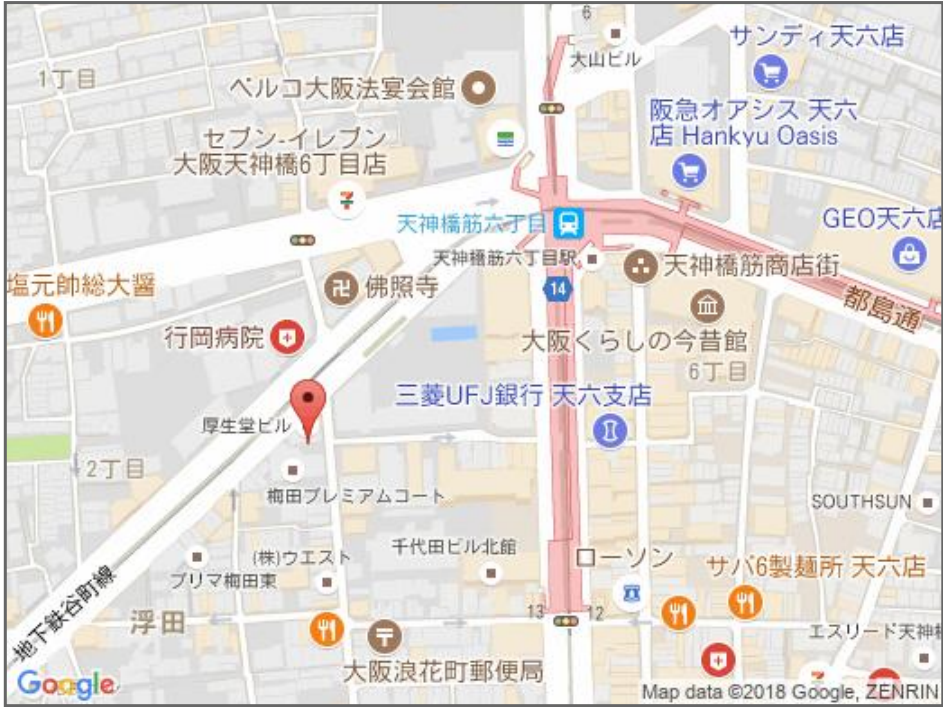 6
サンディ天六店
大山ビル
1丁目
ベルコ大阪法宴会館
阪急オアシス 天六
店 Hankyu Oasis
セブン-イレブン
大阪天神橋6丁目店
天神橋筋六丁目
GEO天六店
天神橋筋六丁目駅
天神橋筋商店街
塩元帥総大醤
佛照寺
14
都島通
行岡病院
大阪くらしの今昔館
6丁目
三菱UFJ銀行 天六支店
厚生堂ビル
2丁目
梅田プレミアムコート
SOUTHSUN
千代田ビル北館
(株)ウエスト
プリマ梅田東
ローソン
サバ6製麺所 天六店
地下鉄谷町線
13
12
浮田
エスリード天神橋
大阪浪花町郵便局
Google
Map data ©2018 Google, ZENRIN